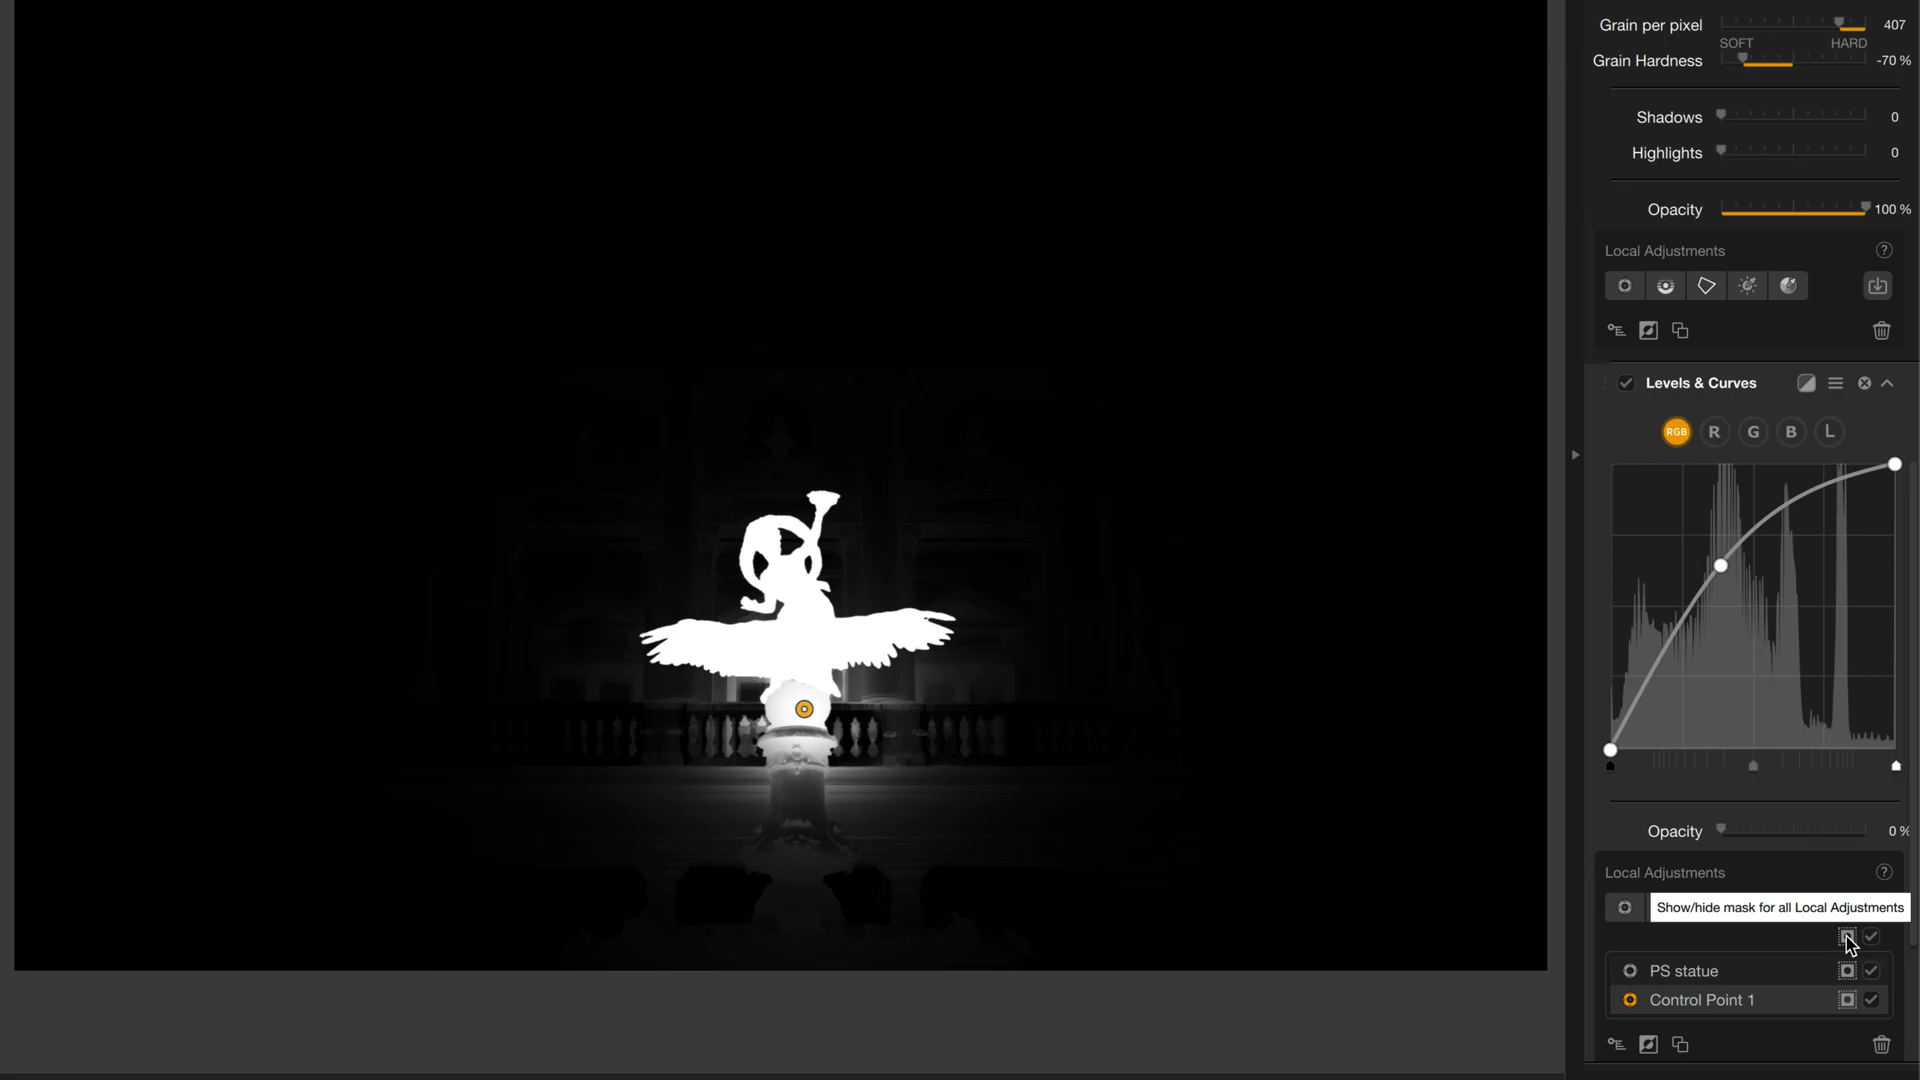 Grain per pixel 407
SOFT HARD
Grain Hardness -70 %
Shadows 0
Highlights 0
Opacity 100 %
Local Adjustments ?
Levels & Curves
RGB R G B L
Opacity 0 %
Local Adjustments ?
Show/hide mask for all Local Adjustments
PS statue
Control Point 1